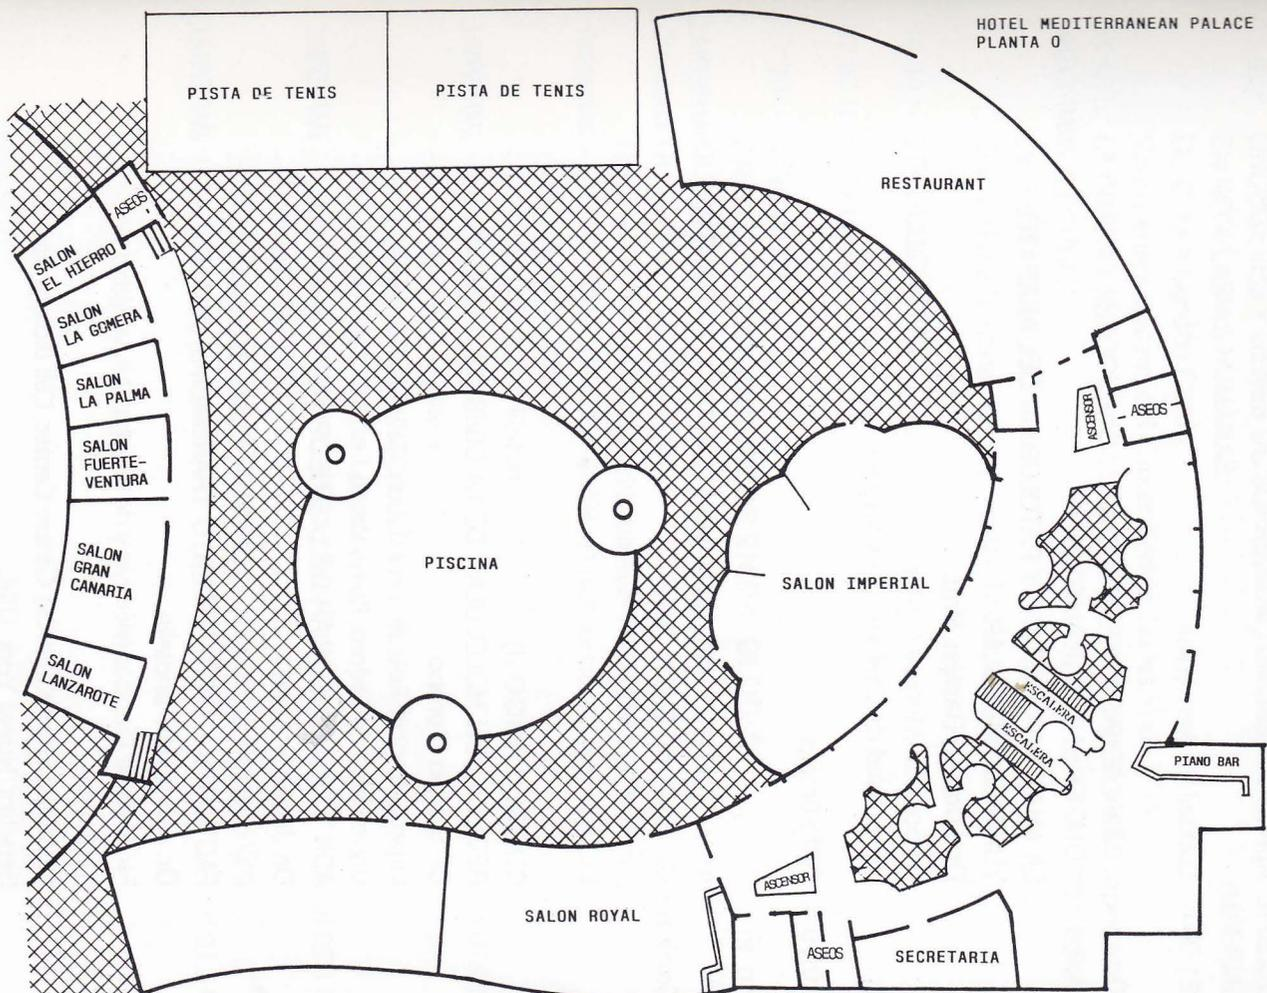 HOTEL MEDITERRANEAN PALACE
PLANTA 0
PISTA DE TENIS
PISTA DE TENIS
RESTAURANT
ASEOS
SALON
EL HIERRO
SALON
LA GOMERA
SALON
LA PALMA
SALON
FUERTE-
VENTURA
SALON
GRAN
CANARIA
SALON
LANZAROTE
PISCINA
SALON IMPERIAL
ASCENSOR
ASEOS
ESCALERA
ESCALERA
PIANO BAR
ASCENSOR
SALON ROYAL
ASEOS
SECRETARIA